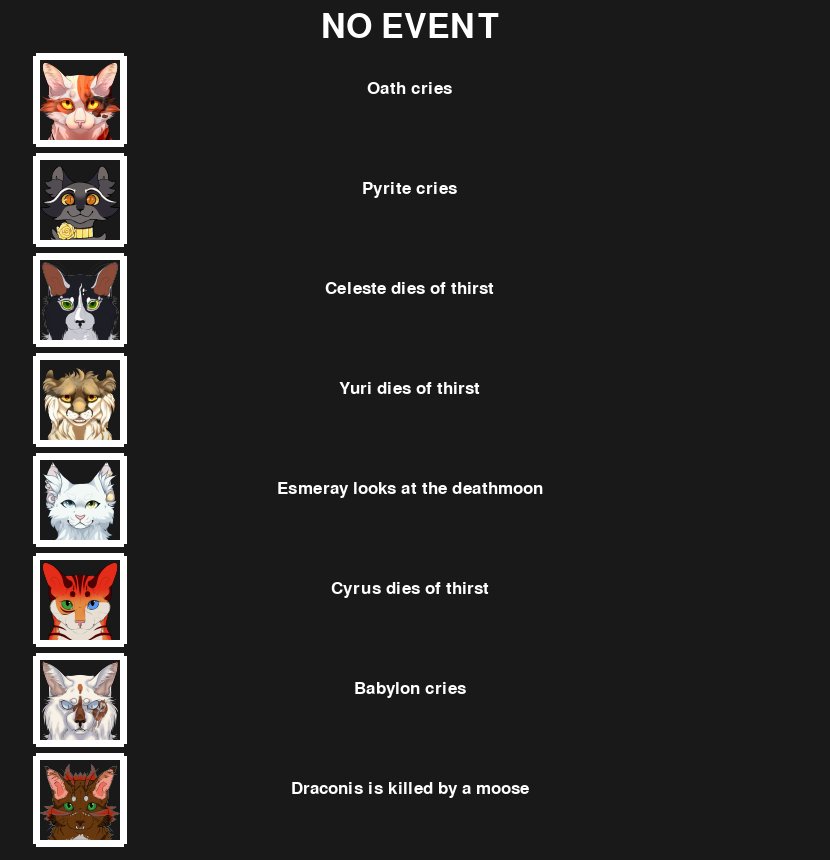 NO EVENT
Oath cries
Pyrite cries
Celeste dies of thirst
Yuri dies of thirst
Esmeray looks at the deathmoon
Cyrus dies of thirst
Babylon cries
Draconis is killed by a moose